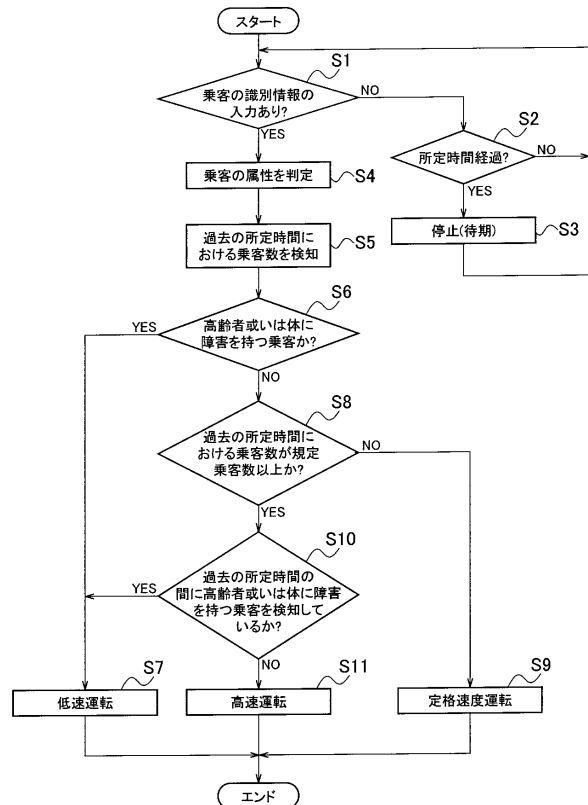 スタート
S1
乗客の識別情報の
入力あり?
NO
YES
S2
所定時間経過?
NO
YES
乗客の属性を判定
S4
停止(待期)
S3
過去の所定時間に
おける乗客数を検知
S5
S6
高齢者或いは体に
障害を持つ乗客か?
YES
NO
S8
過去の所定時間に
おける乗客数が規定
乗客数以上か?
NO
YES
S10
過去の所定時間の
間に高齢者或いは体に障害
を持つ乗客を検知して
いるか?
YES
NO
S7
低速運転
S11
高速運転
S9
定格速度運転
エンド